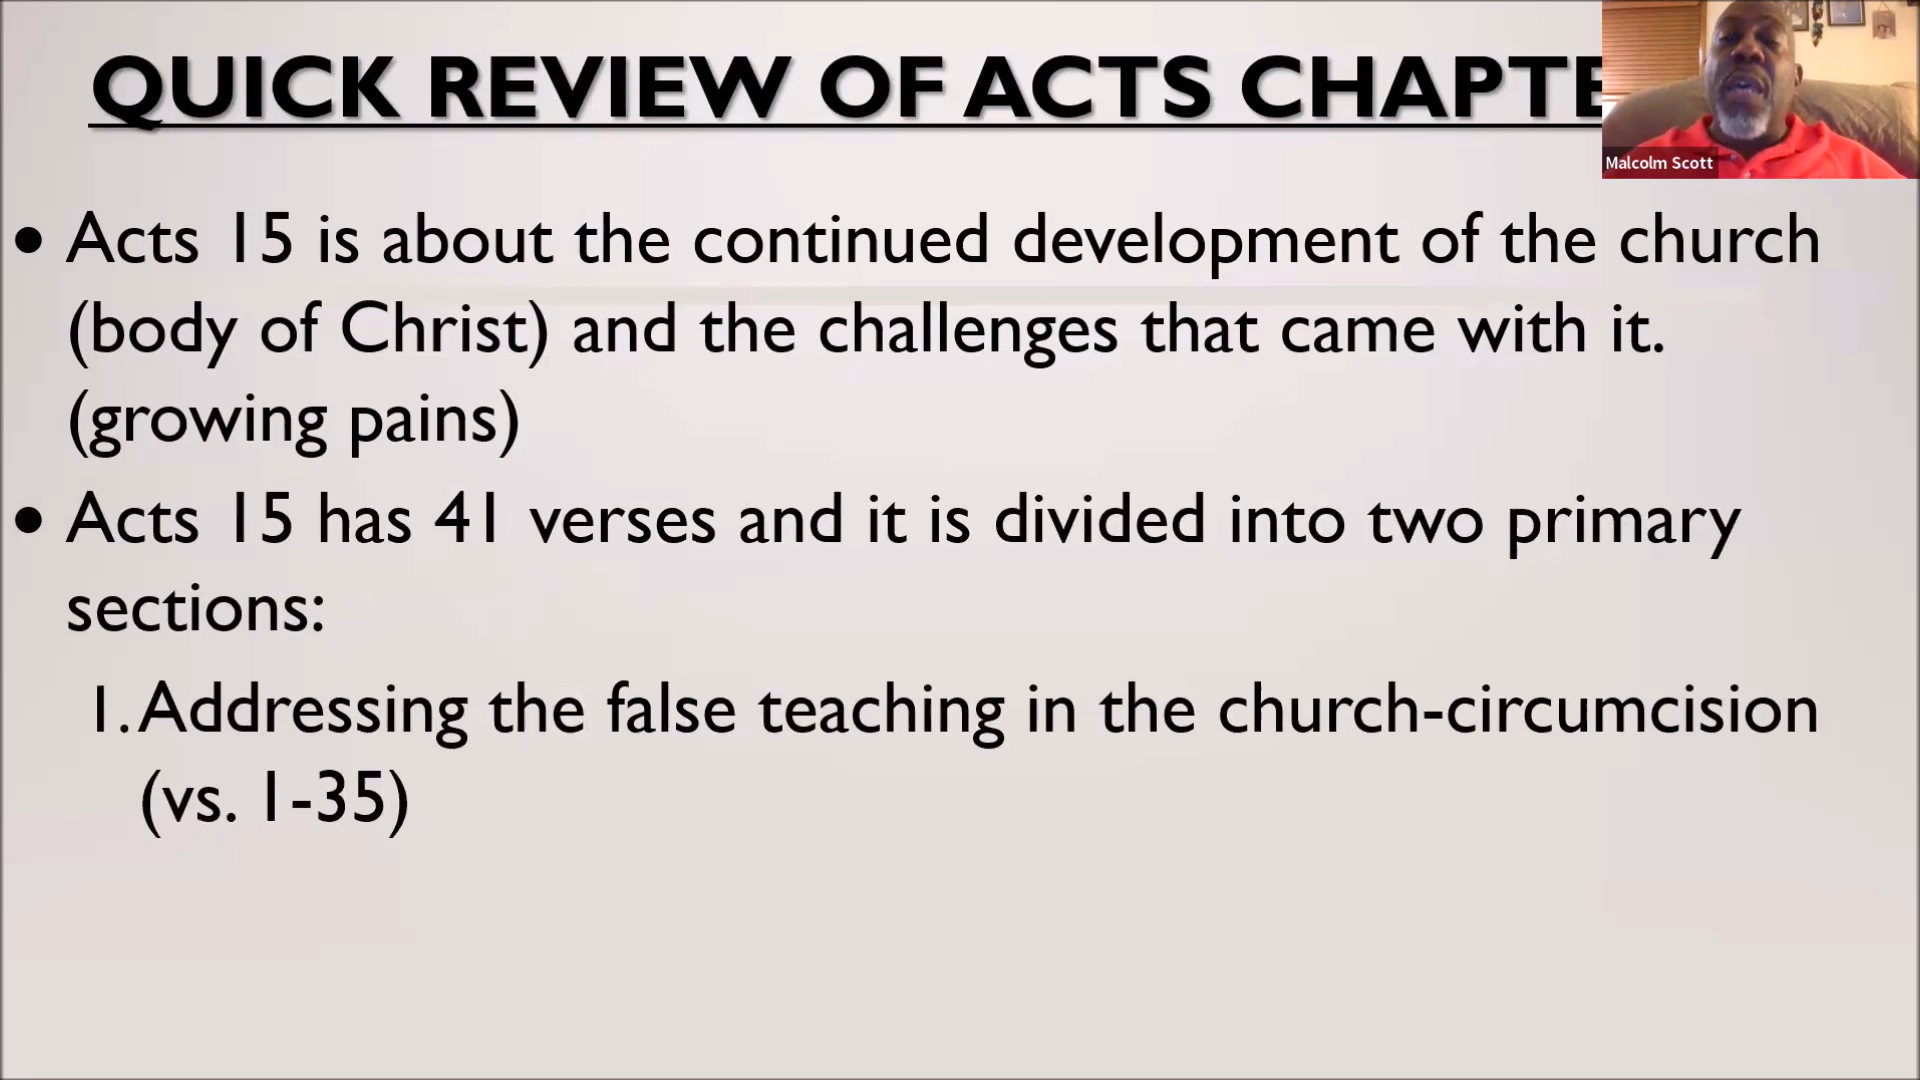 QUICK REVIEW OF ACTS CHAPTE
Malcolm Scott
• Acts 15 is about the continued development of the church
(body of Christ) and the challenges that came with it.
(growing pains)
• Acts 15 has 41 verses and it is divided into two primary
sections:
1. Addressing the false teaching in the church-circumcision
(vs. 1-35)